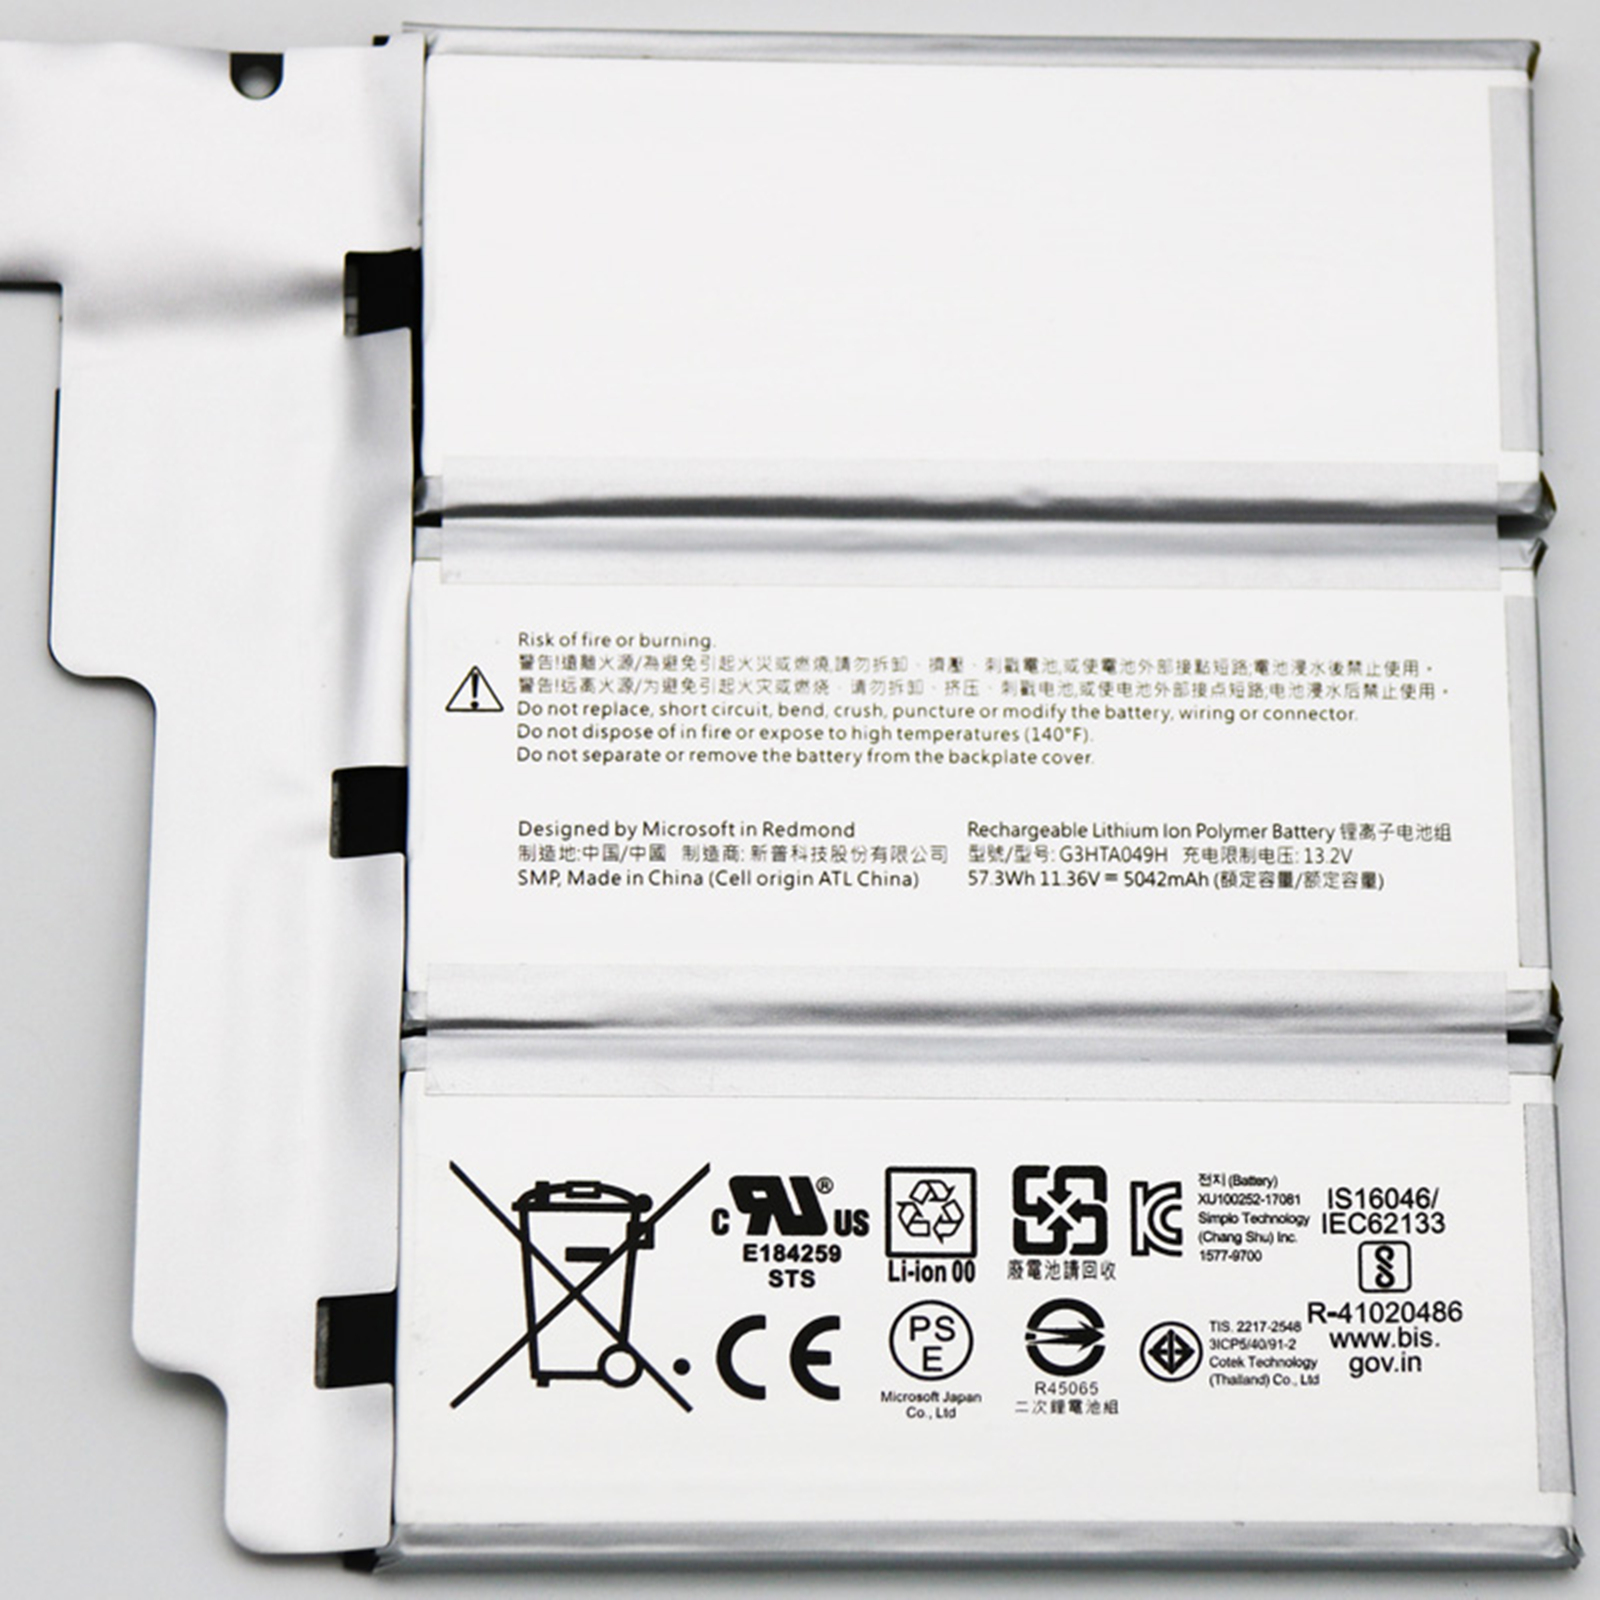 Risk of fire or burning.
警告!遠離火源/為避免引起火災或燃燒,請勿拆卸、擠壓、刺戳電池,或使電池外部接點短路;電池浸水後禁止使用。
警告!远离火源/为避免引起火灾或燃烧、请勿拆卸、挤压、刺戳电池,或使电池外部接点短路;电池浸水后禁止使用。
Do not replace, short circuit, bend, crush, puncture or modify the battery, wiring or connector.
Do not dispose of in fire or expose to high temperatures (140°F).
Do not separate or remove the battery from the backplate cover.
Designed by Microsoft in Redmond
制造地:中国/中國 制造商: 新普科技股份有限公司
SMP, Made in China (Cell origin ATL China)
Rechargeable Lithium Ion Polymer Battery 锂离子电池组
型號/型号: G3HTA049H 充电限制电压: 13.2V
57.3Wh 11.36V = 5042mAh (額定容量/额定容量)
C RU® US
E184259
STS
Li-ion 00
廢電池請回收
KC
전지 (Battery)
XU100252-17081
Simplo Technology
(Chang Shu) Inc.
1577-9700
IS16046/
IEC62133
R-41020486
www.bis.
gov.in
CE
PS
E
Microsoft Japan
Co., Ltd
R45065
二次鋰電池組
TIS. 2217-2548
3ICP5/40/91-2
Cotek Technology
(Thailand) Co., Ltd